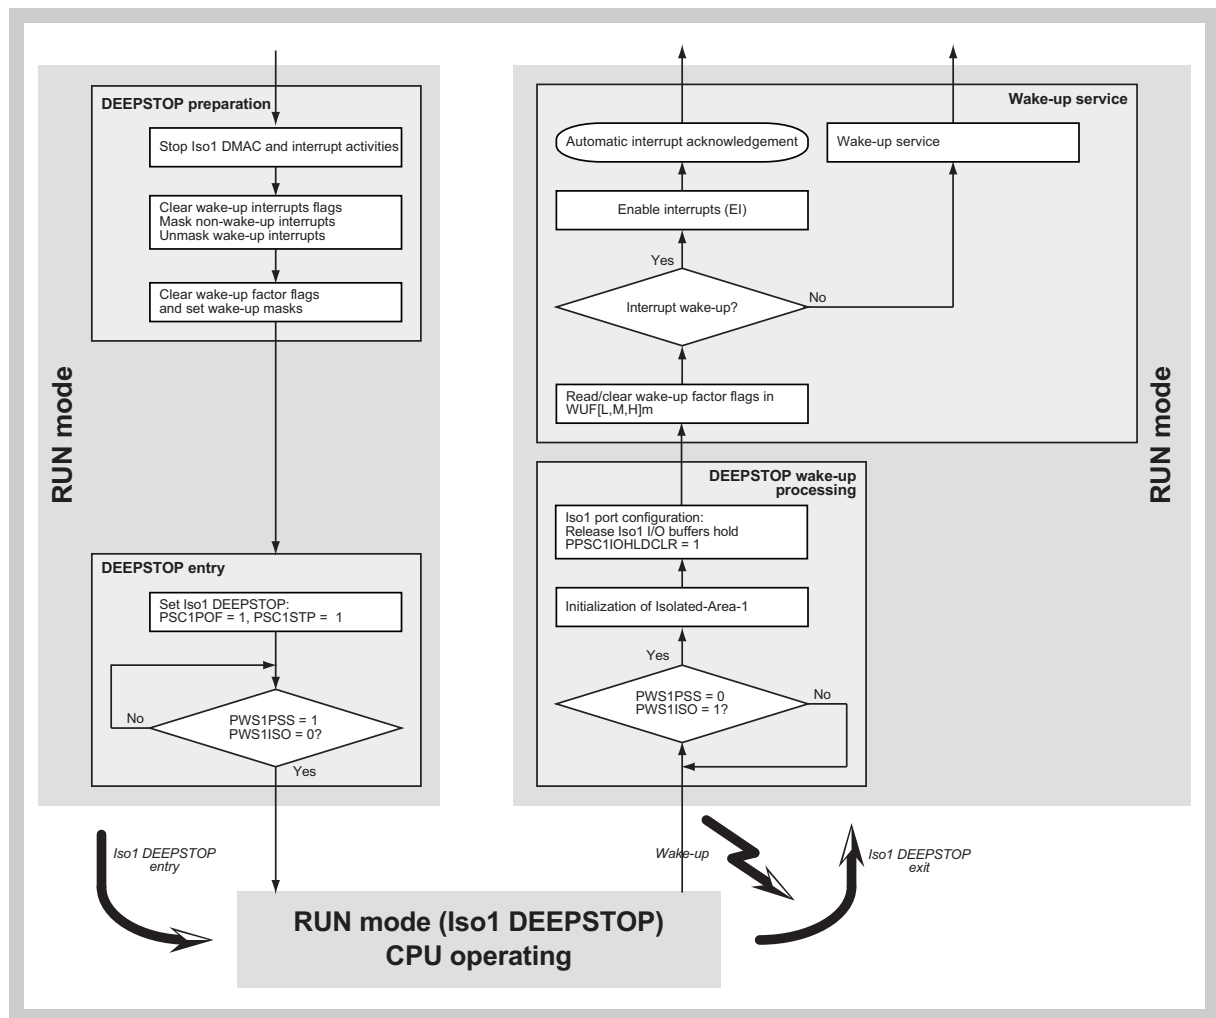 DEEPSTOP preparation
Stop Iso1 DMAC and interrupt activities
Clear wake-up interrupts flags
Mask non-wake-up interrupts
Unmask wake-up interrupts
Clear wake-up factor flags
and set wake-up masks
RUN mode
DEEPSTOP entry
Set Iso1 DEEPSTOP:
PSC1POF = 1, PSC1STP = 1
No
PWS1PSS = 1
PWS1ISO = 0?
Yes
Iso1 DEEPSTOP
entry
Wake-up service
Automatic interrupt acknowledgement
Wake-up service
Enable interrupts (EI)
Yes
Interrupt wake-up?
No
Read/clear wake-up factor flags in
WUF[L,M,H]m
RUN mode
DEEPSTOP wake-up
processing
Iso1 port configuration:
Release Iso1 I/O buffers hold
PPSC1IOHLDCLR = 1
Initialization of Isolated-Area-1
Yes
PWS1PSS = 0
PWS1ISO = 1?
No
Wake-up
Iso1 DEEPSTOP
exit
RUN mode (Iso1 DEEPSTOP)
CPU operating